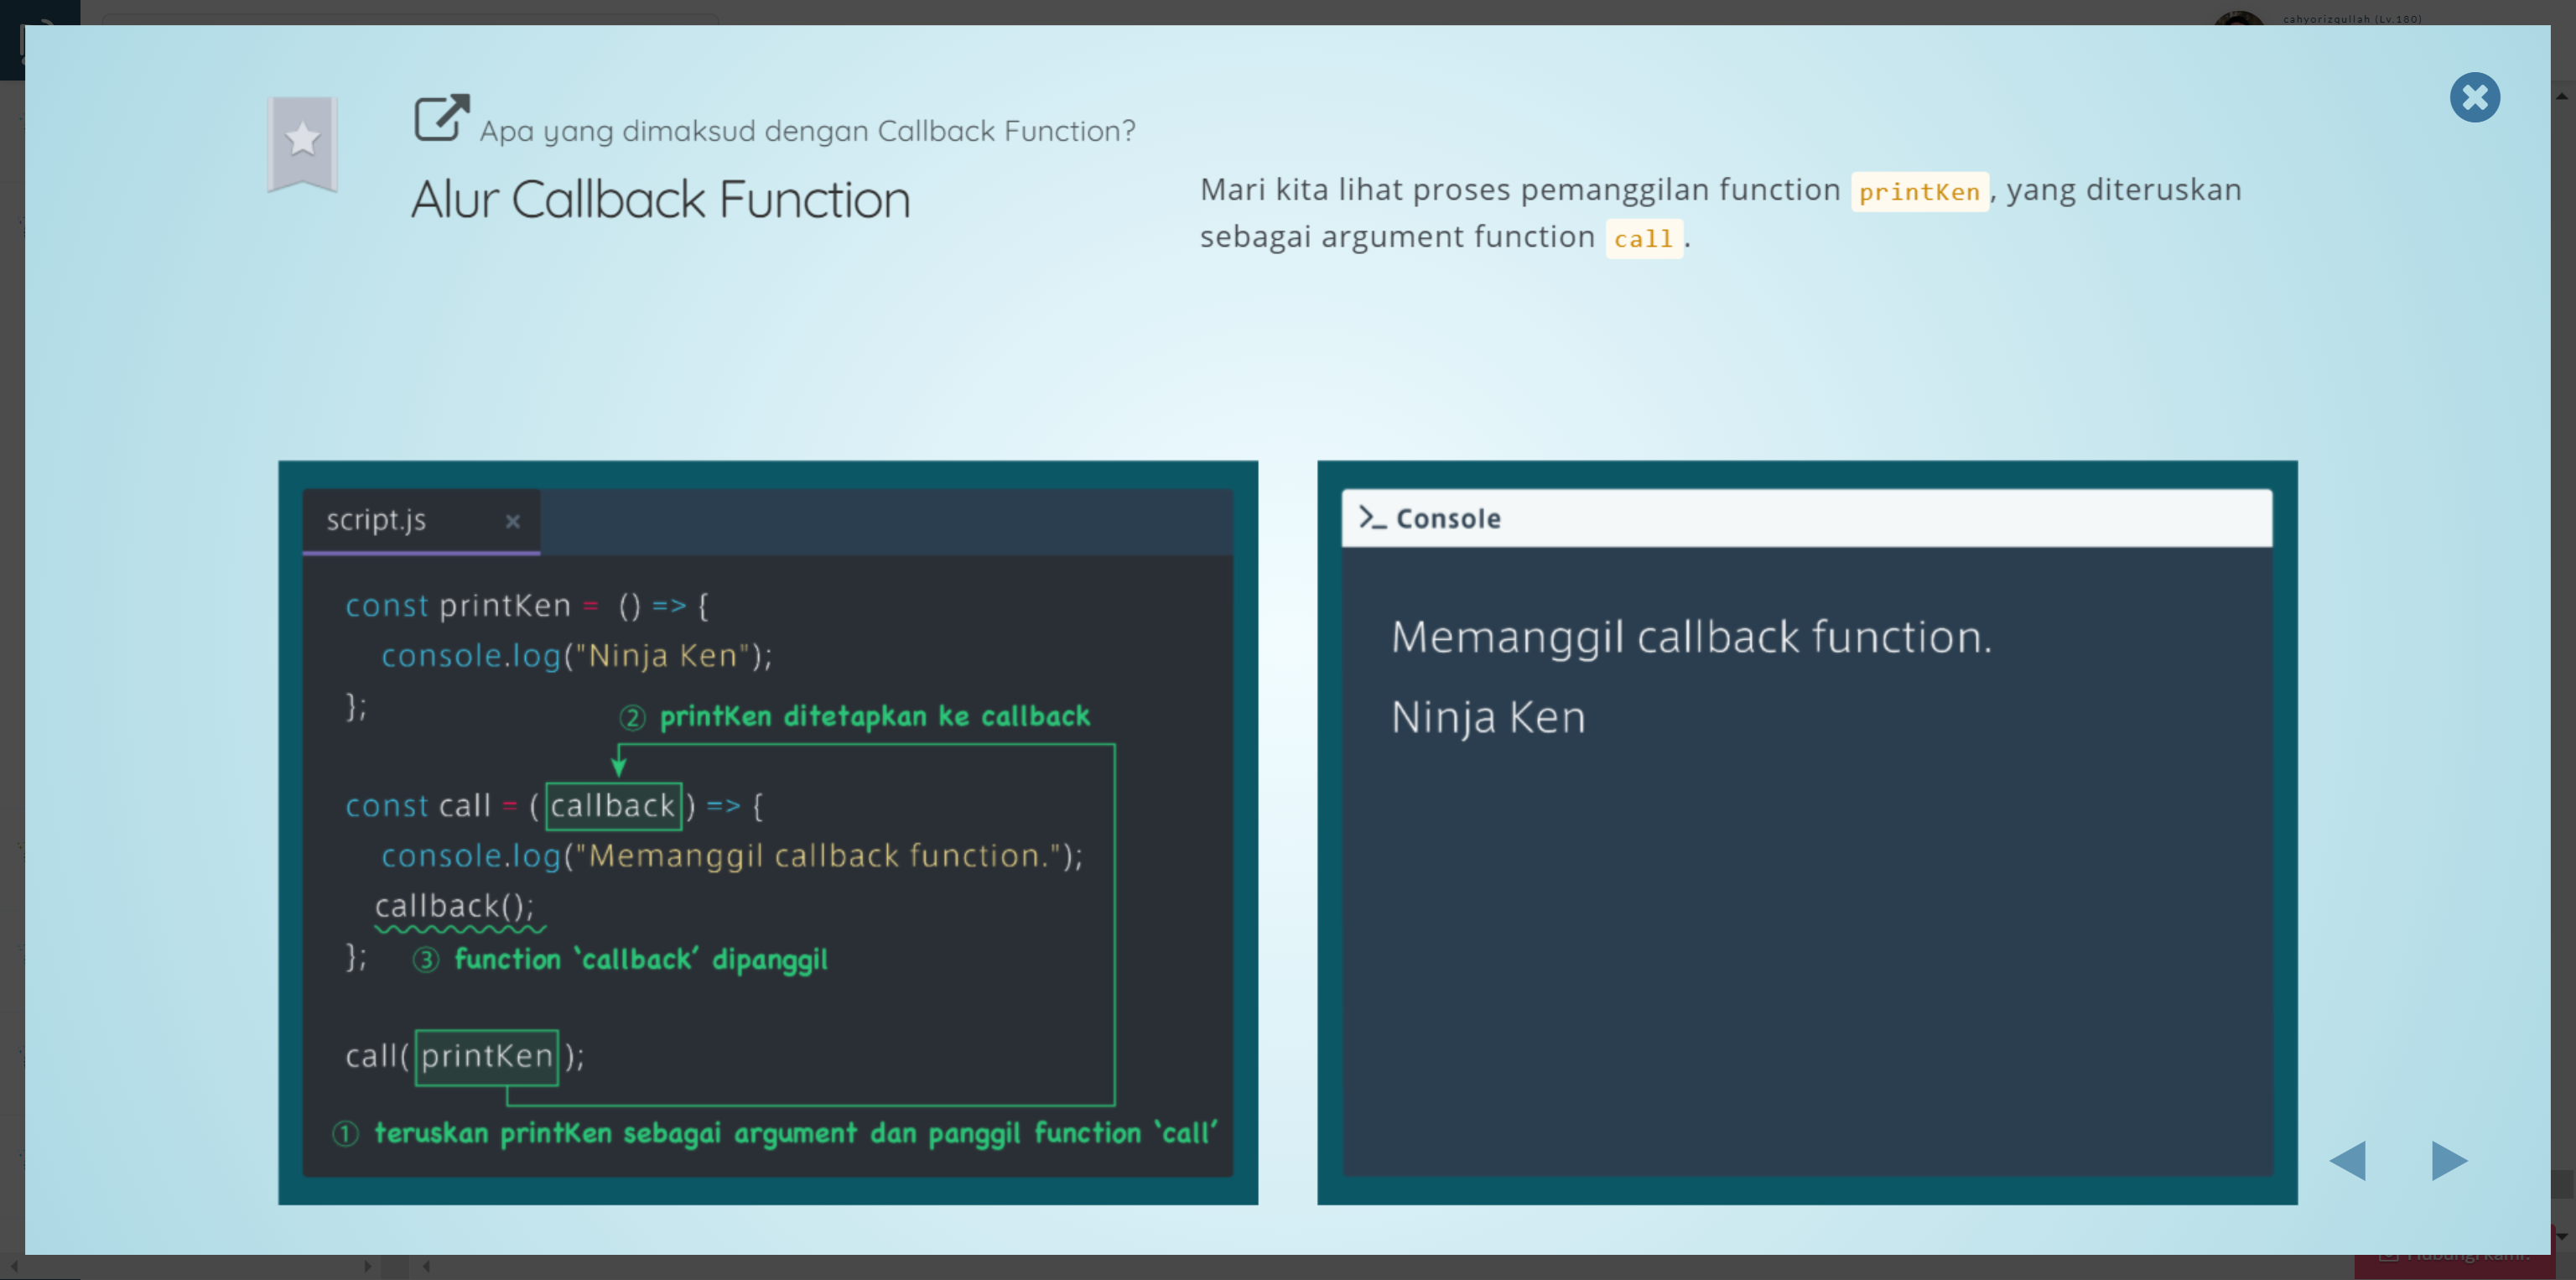 cahyorizqullah (Lv.180)
Apa yang dimaksud dengan Callback Function?
Alur Callback Function
Mari kita lihat proses pemanggilan function printKen, yang diteruskan
sebagai argument function call.
script.js ×
const printKen = () => {
console.log("Ninja Ken");
};
② printKen ditetapkan ke callback
const call = ( callback ) => {
console.log("Memanggil callback function.");
callback();
}; ③ function ‘callback’ dipanggil
call( printKen );
① teruskan printKen sebagai argument dan panggil function ‘call’
>_ Console
Memanggil callback function.
Ninja Ken
Hubungi kami.